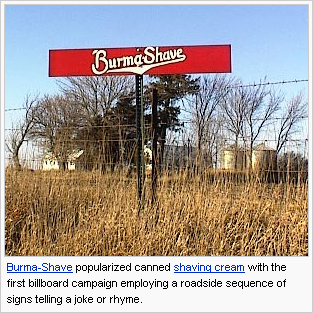 Burma-Shave
Burma-Shave popularized canned shaving cream with the
first billboard campaign employing a roadside sequence of
signs telling a joke or rhyme.